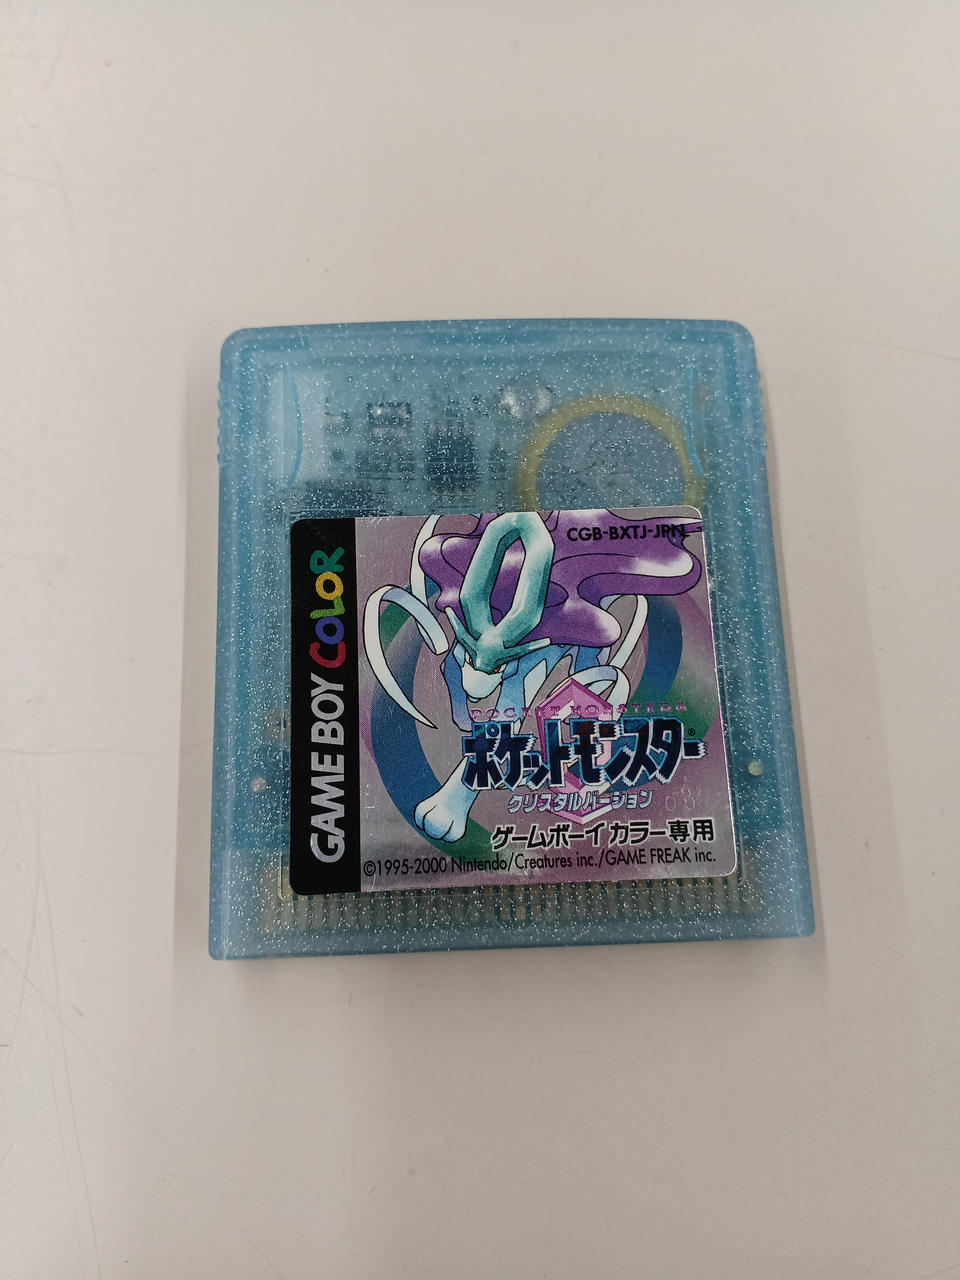 GAME BOY COLOR
CGB-BXTJ-JPN
POCKET MONSTERS
ポケットモンスター®
クリスタルバージョン
ゲームボーイカラー専用
©1995-2000 Nintendo/Creatures inc./GAME FREAK inc.